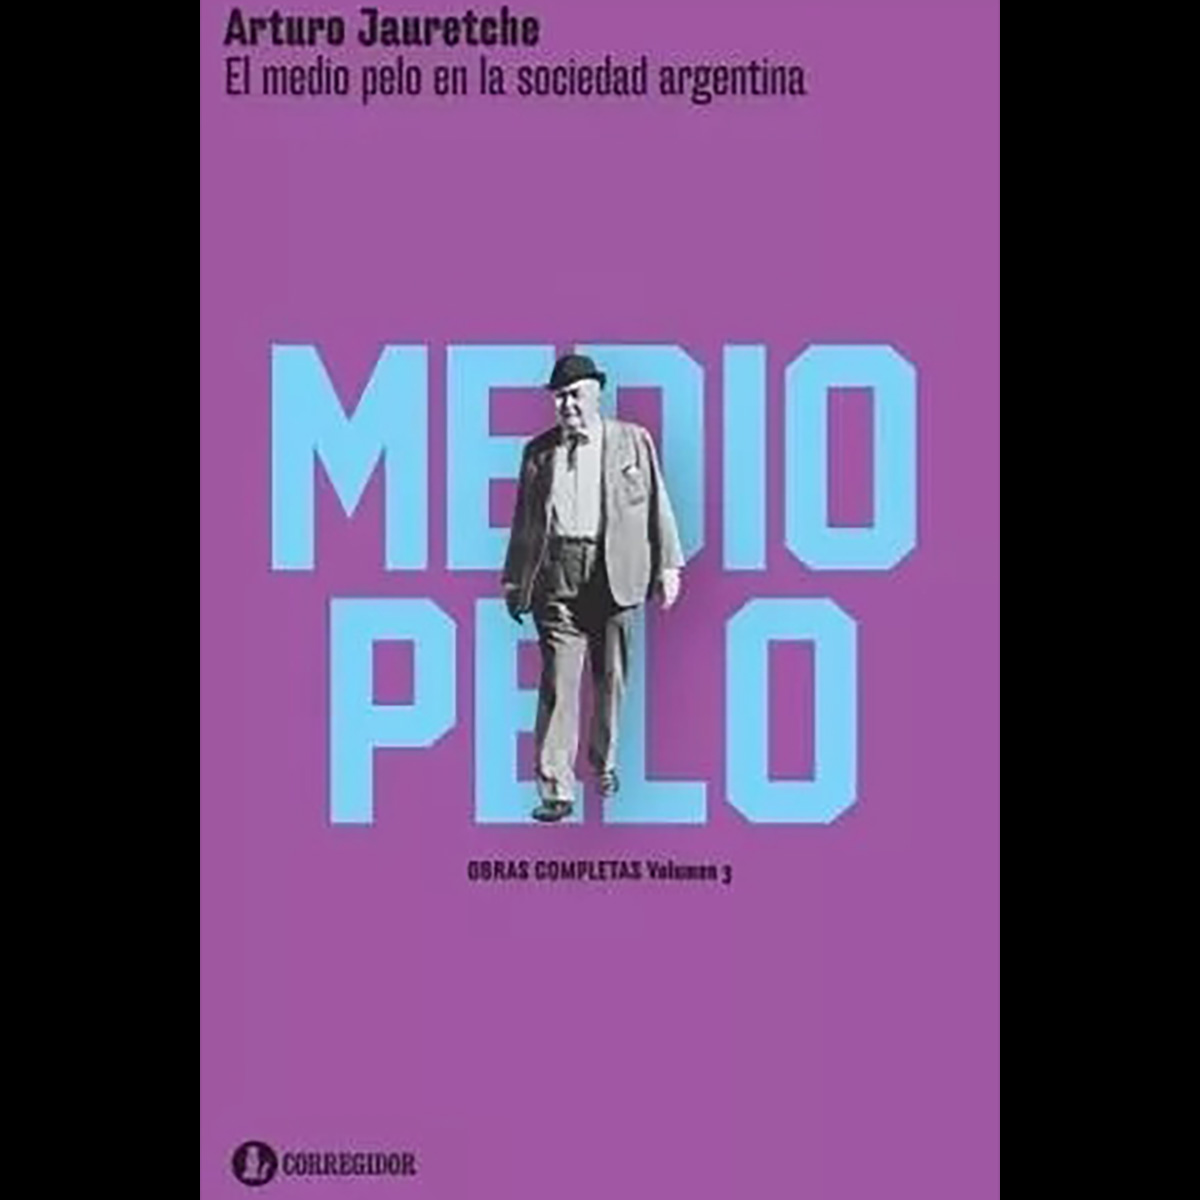 Arturo Jauretche
El medio pelo en la sociedad argentina
MEDIO
PELO
OBRAS COMPLETAS Volumen 3
CORREGIDOR